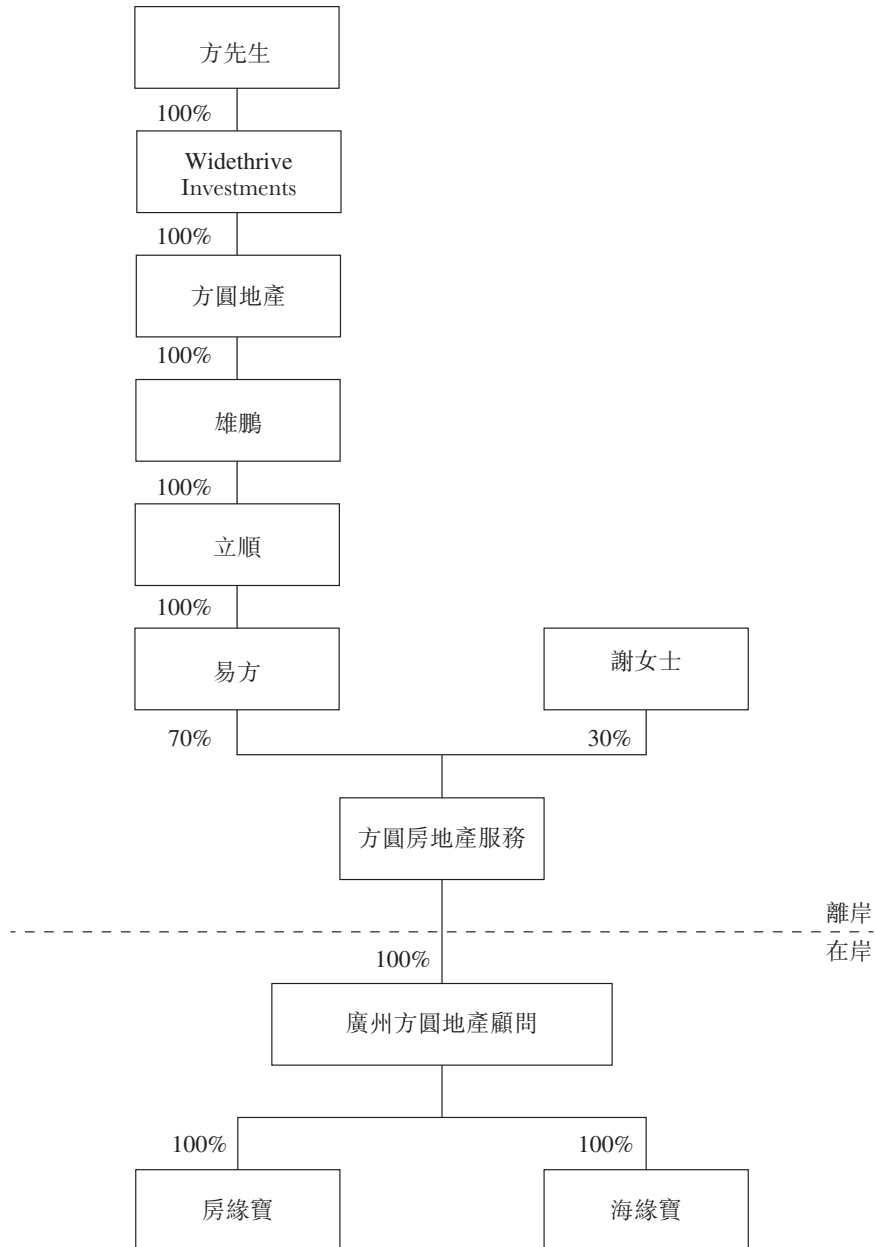 方先生
100%
Widethrive
Investments
100%
方圓地產
100%
雄鵬
100%
立順
100%
易方
謝女士
70%
30%
方圓房地產服務
離岸
在岸
100%
廣州方圓地產顧問
100%
100%
房緣寶
海緣寶